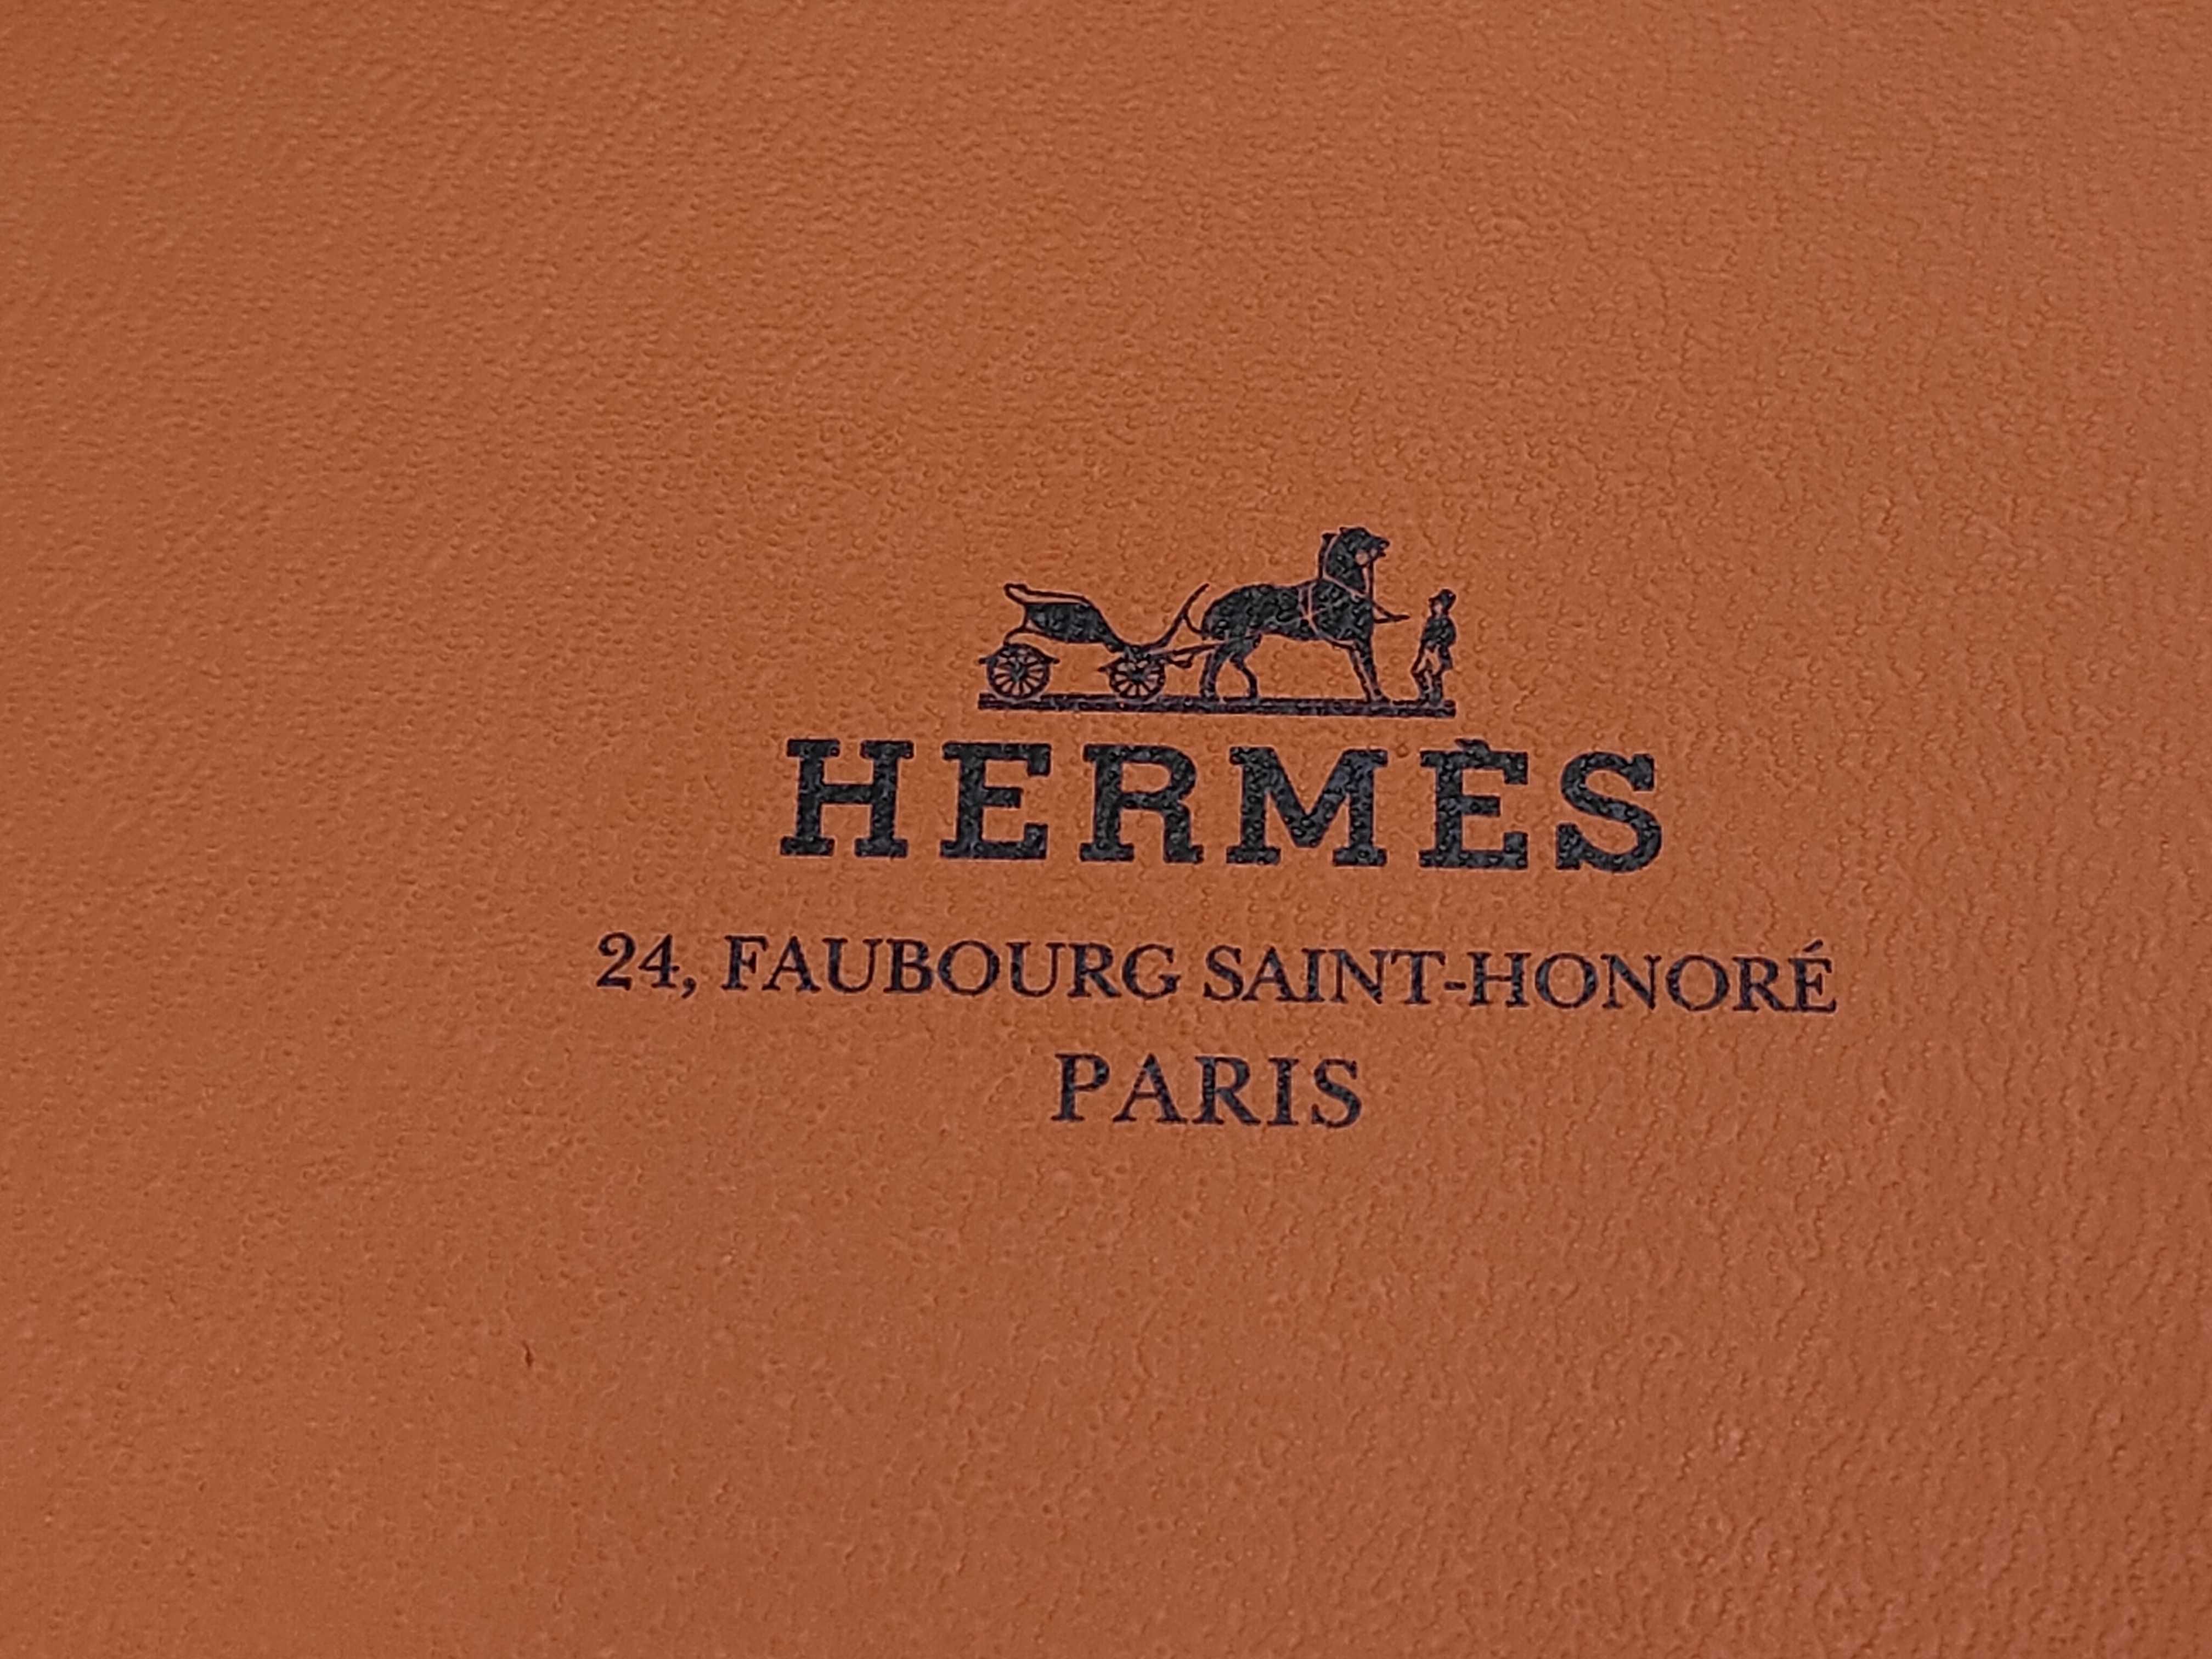 HERMÈS
24, FAUBOURG SAINT-HONORÉ
PARIS